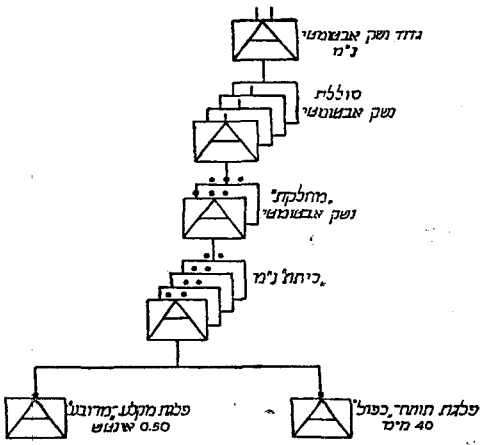 גדוד נשק אבטומטי
נ"מ
סוללת
נשק אבטומטי
"מחלקת"
נשק אבטומטי
"כיתת" נ"מ
פלגת מקלע "מרובע"
0.50 אינטש
פלגת תותח "כפול"
40 מ"מ